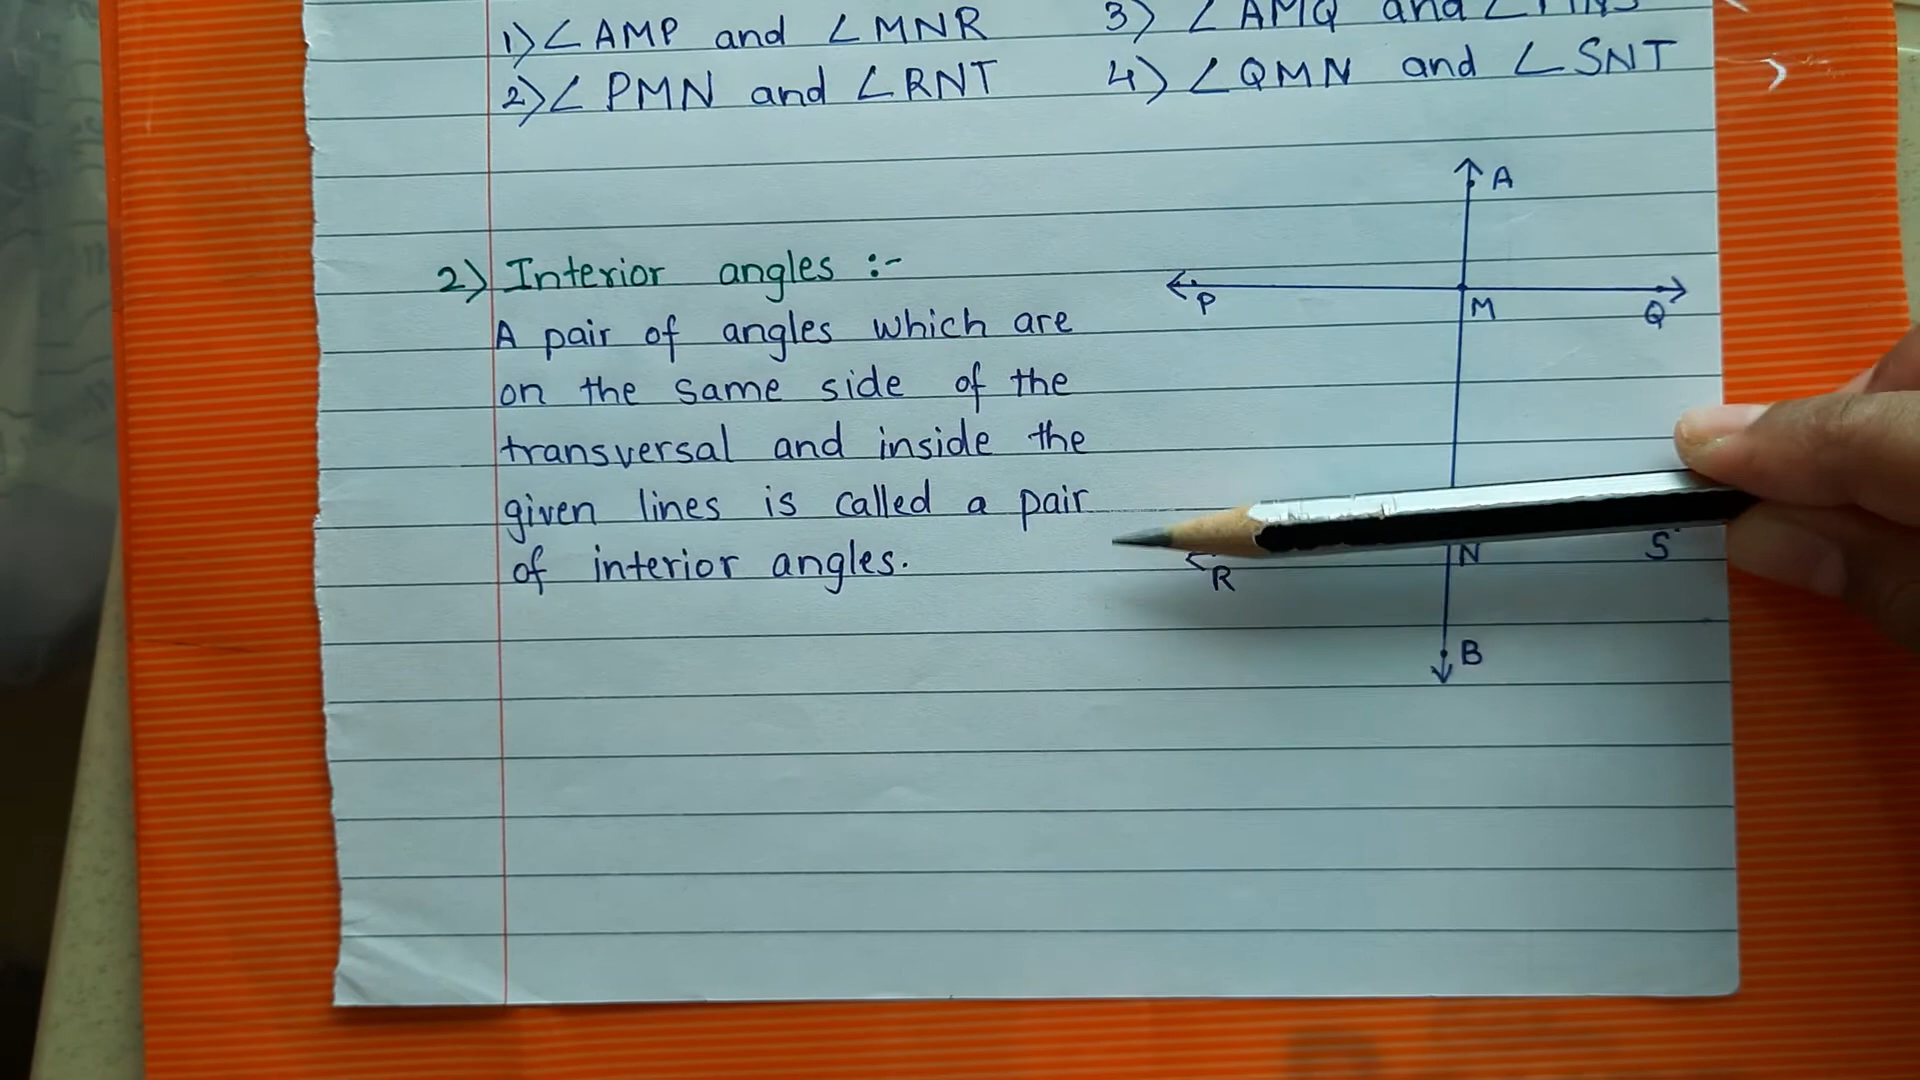 1) ∠ AMP and ∠ MNR
3) ∠ AMQ and ∠
2) ∠ PMN and ∠ RNT
4) ∠ QMN and ∠ SNT
A
2) Interior angles :-
P
M
Q
A pair of angles which are
on the same side of the
transversal and inside the
given lines is called a pair
of interior angles.
N
S
R
B